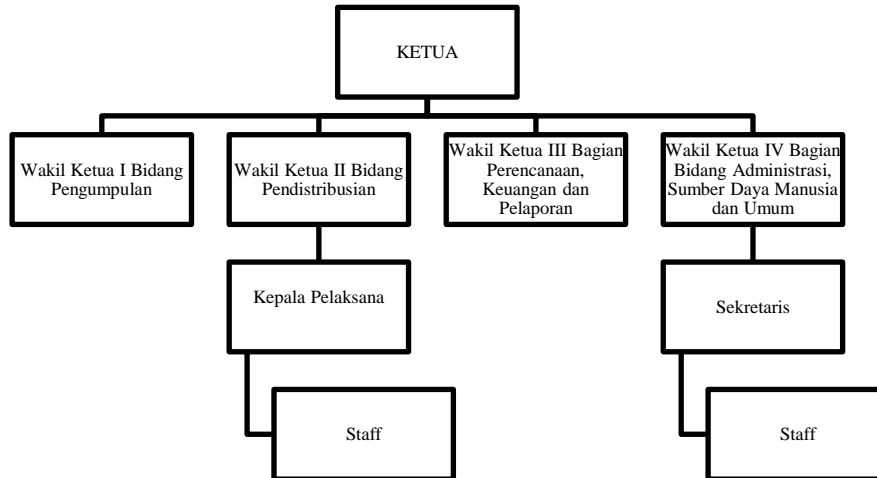 KETUA
Wakil Ketua I Bidang
Pengumpulan
Wakil Ketua II Bidang
Pendistribusian
Wakil Ketua III Bagian
Perencanaan,
Keuangan dan
Pelaporan
Wakil Ketua IV Bagian
Bidang Administrasi,
Sumber Daya Manusia
dan Umum
Kepala Pelaksana
Sekretaris
Staff
Staff